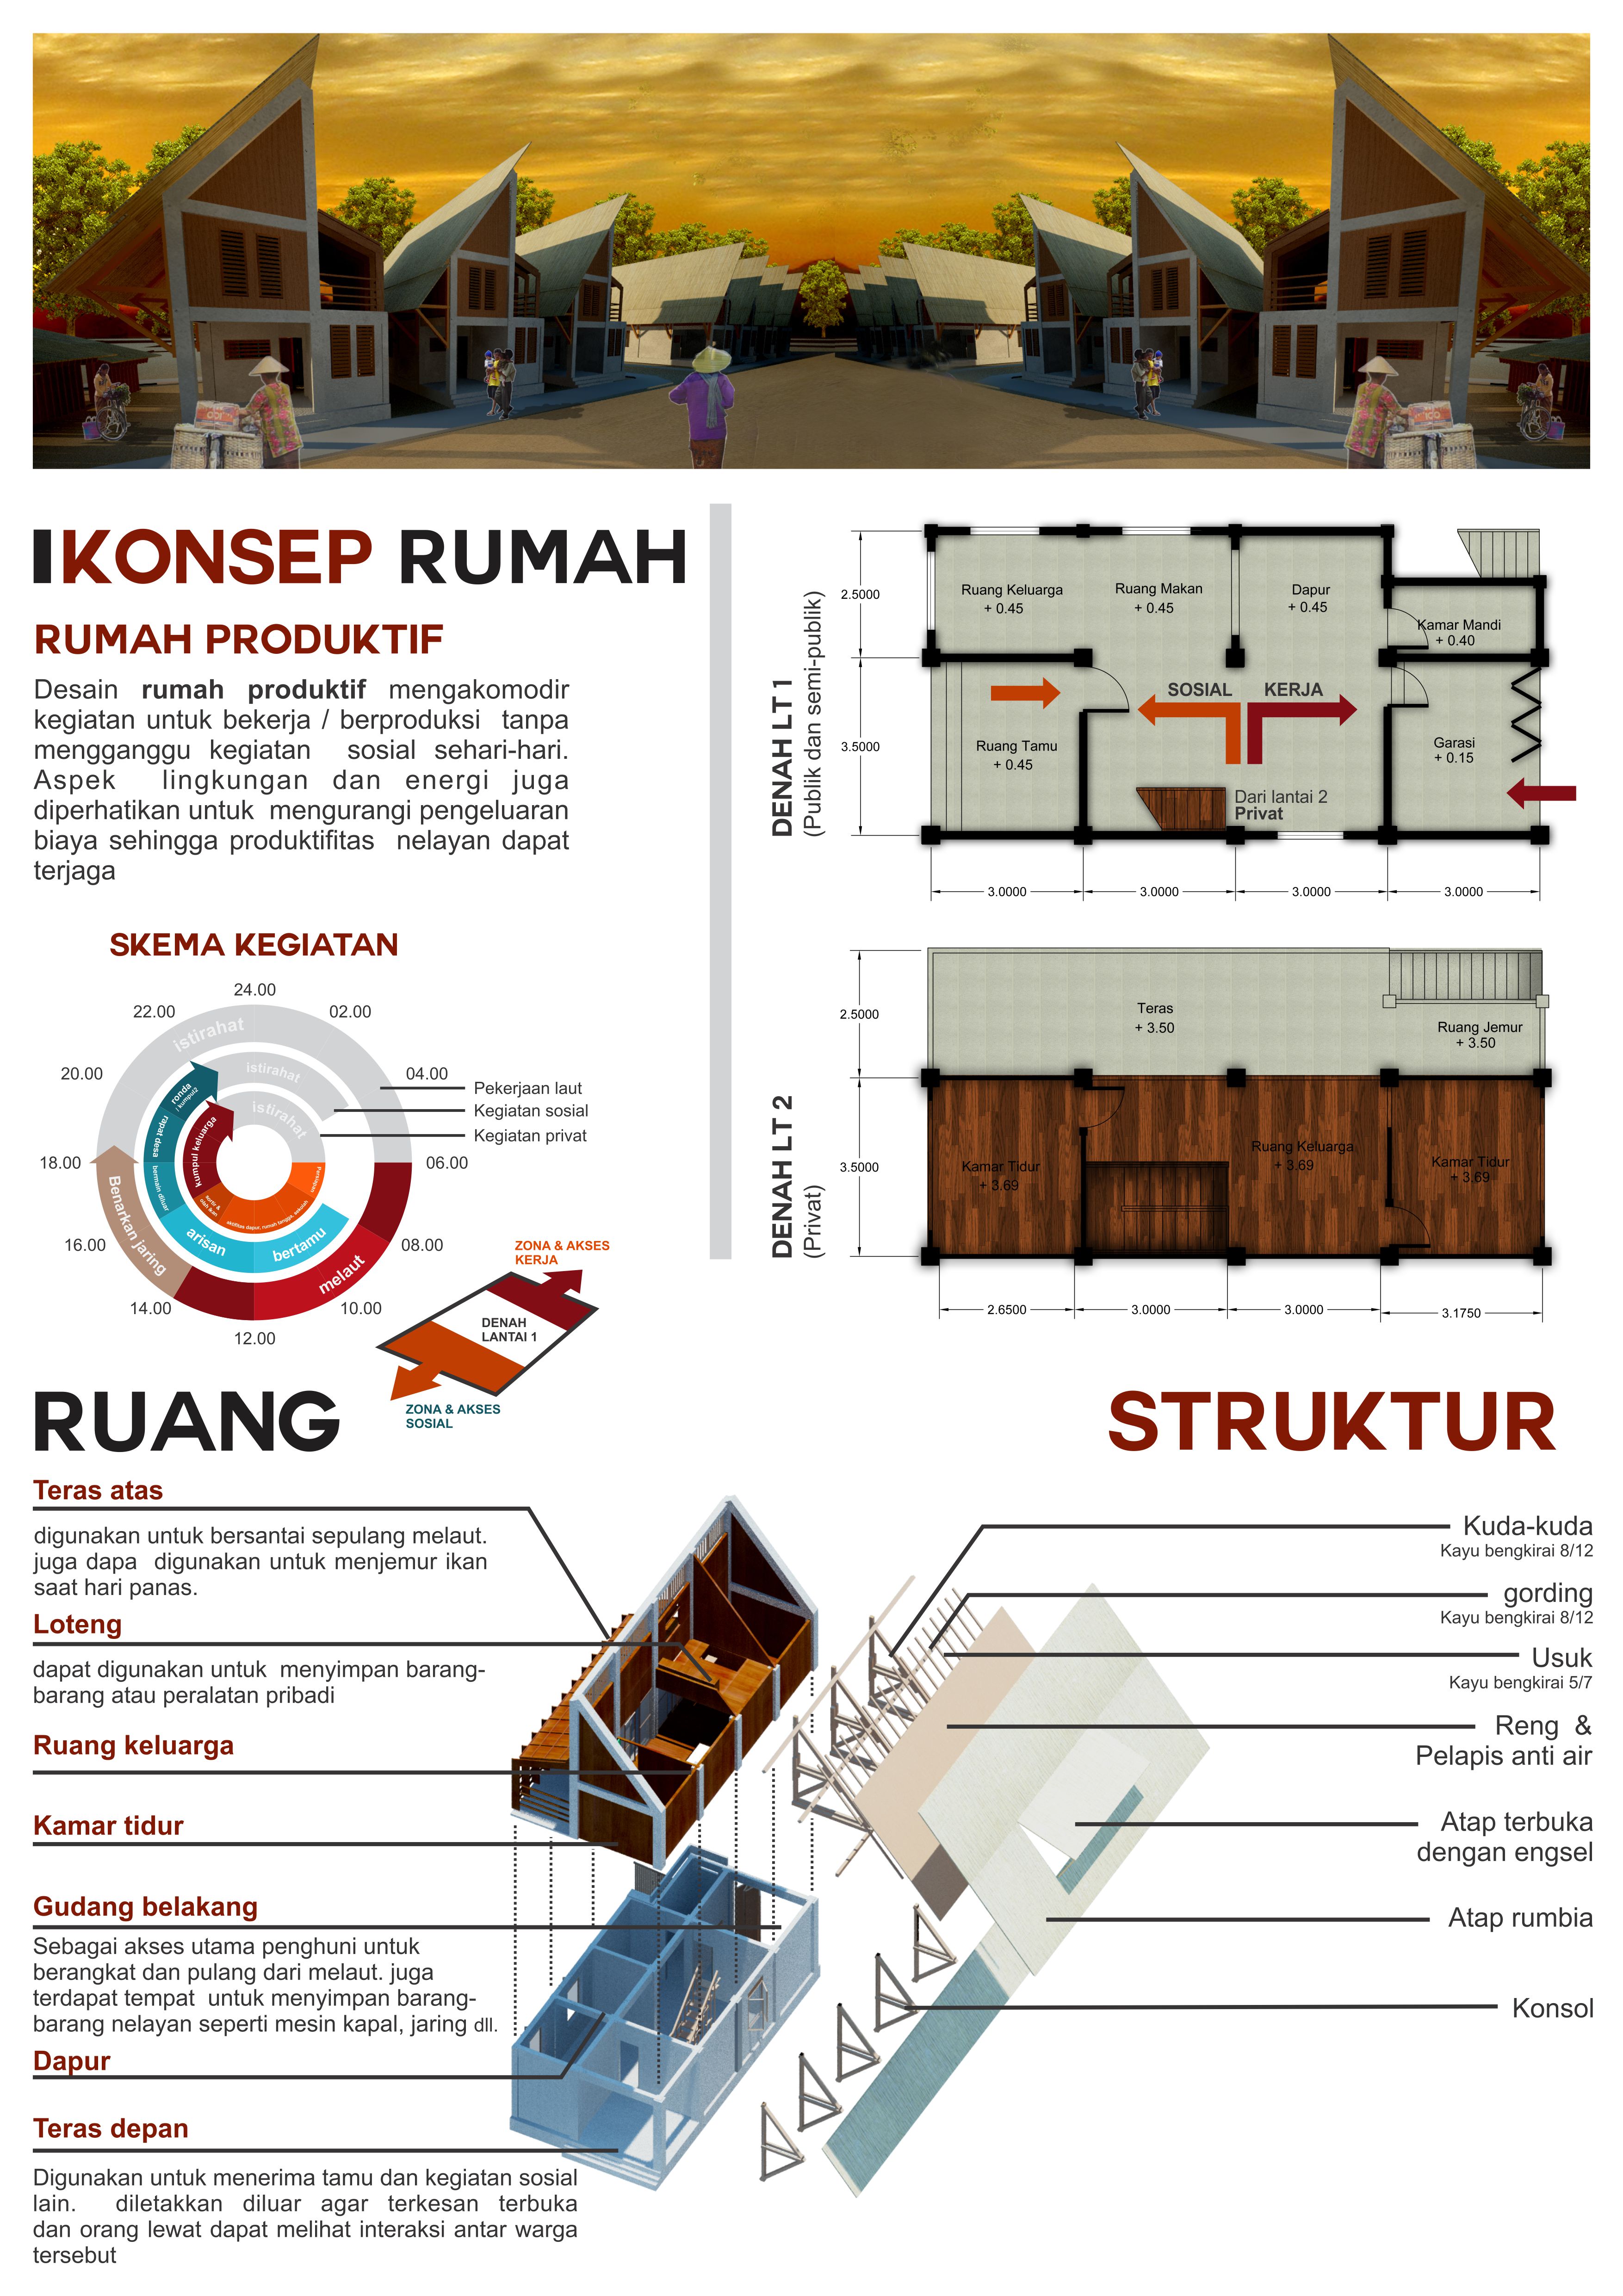 KONSEP RUMAH
RUMAH PRODUKTIF
Desain rumah produktif mengakomodir
kegiatan untuk bekerja / berproduksi tanpa
mengganggu kegiatan sosial sehari-hari.
Aspek lingkungan dan energi juga
diperhatikan untuk mengurangi pengeluaran
biaya sehingga produktifitas nelayan dapat
terjaga
SKEMA KEGIATAN
24.00
02.00
04.00
06.00
08.00
10.00
12.00
14.00
16.00
18.00
20.00
22.00
istirahat
istirahat
istirahat
Pekerjaan laut
Kegiatan sosial
Kegiatan privat
ronda
rapat desa
bermain diluar
arisan
bertamu
kumpul keluarga
aktifitas dapur, rumah tangga, sekolah
Persiapan
melaut
Benarkan jaring
ZONA & AKSES
KERJA
DENAH
LANTAI 1
ZONA & AKSES
SOSIAL
DENAH LT 1
(Publik dan semi-publik)
2.5000
3.5000
Ruang Keluarga
+ 0.45
Ruang Makan
+ 0.45
Dapur
+ 0.45
Kamar Mandi
+ 0.40
Ruang Tamu
+ 0.45
SOSIAL
KERJA
Garasi
+ 0.15
Dari lantai 2
Privat
3.0000
3.0000
3.0000
3.0000
DENAH LT 2
(Privat)
2.5000
3.5000
Teras
+ 3.50
Ruang Jemur
+ 3.50
Kamar Tidur
+ 3.69
Ruang Keluarga
+ 3.69
Kamar Tidur
+ 3.69
2.6500
3.0000
3.0000
3.1750
RUANG
Teras atas
digunakan untuk bersantai sepulang melaut.
juga dapa digunakan untuk menjemur ikan
saat hari panas.
Loteng
dapat digunakan untuk menyimpan barang-
barang atau peralatan pribadi
Ruang keluarga
Kamar tidur
Gudang belakang
Sebagai akses utama penghuni untuk
berangkat dan pulang dari melaut. juga
terdapat tempat untuk menyimpan barang-
barang nelayan seperti mesin kapal, jaring dll.
Dapur
Teras depan
Digunakan untuk menerima tamu dan kegiatan sosial
lain. diletakkan diluar agar terkesan terbuka
dan orang lewat dapat melihat interaksi antar warga
tersebut
STRUKTUR
Kuda-kuda
Kayu bengkirai 8/12
gording
Kayu bengkirai 8/12
Usuk
Kayu bengkirai 5/7
Reng &
Pelapis anti air
Atap terbuka
dengan engsel
Atap rumbia
Konsol